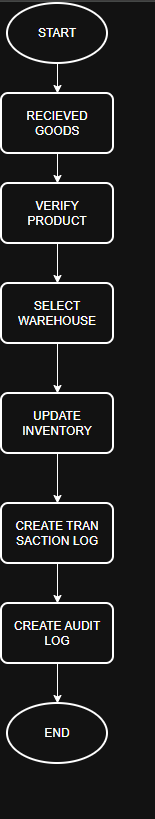 START
RECIEVED
GOODS
VERIFY
PRODUCT
SELECT
WAREHOUSE
UPDATE
INVENTORY
CREATE TRAN
SACTION LOG
CREATE AUDIT
LOG
END